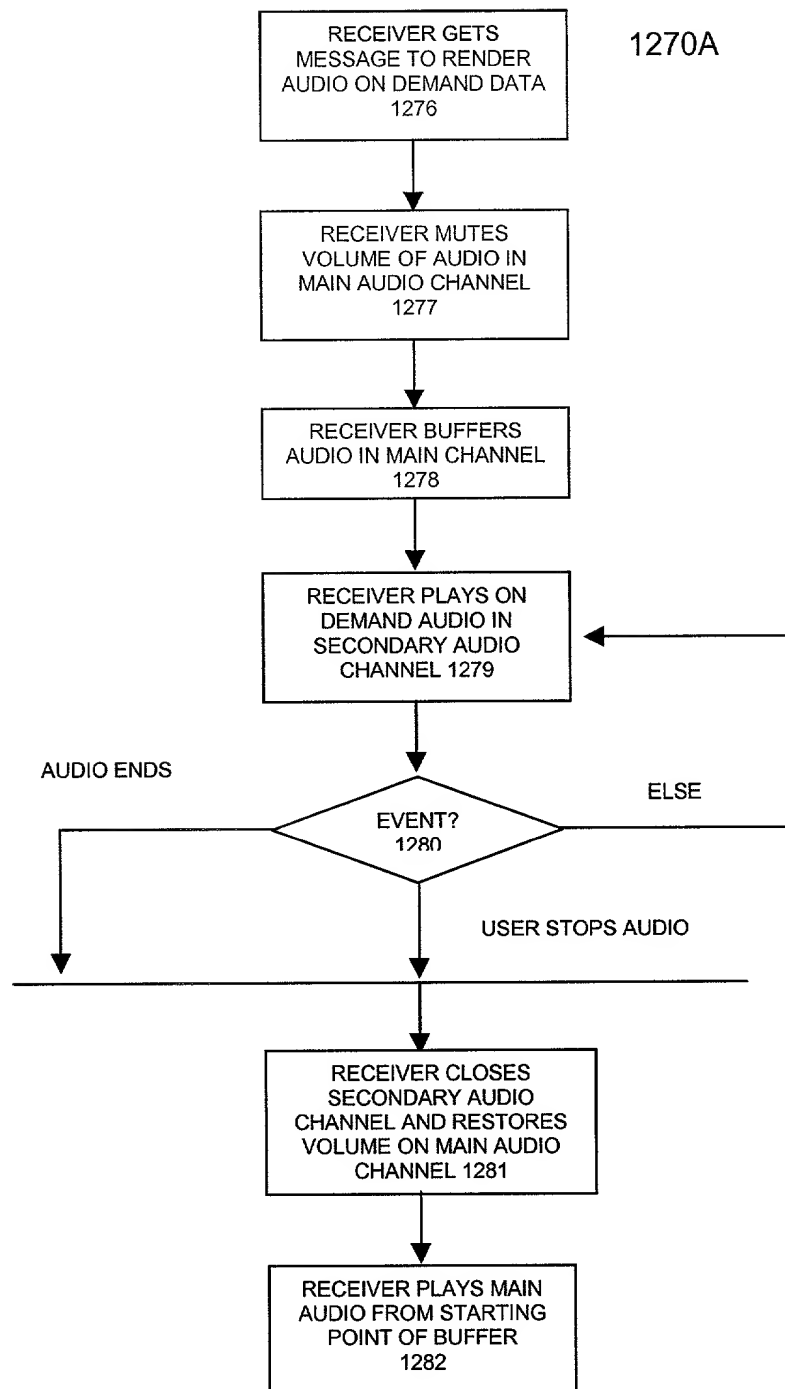 RECEIVER GETS
MESSAGE TO RENDER
AUDIO ON DEMAND DATA
1276
1270A
RECEIVER MUTES
VOLUME OF AUDIO IN
MAIN AUDIO CHANNEL
1277
RECEIVER BUFFERS
AUDIO IN MAIN CHANNEL
1278
RECEIVER PLAYS ON
DEMAND AUDIO IN
SECONDARY AUDIO
CHANNEL 1279
AUDIO ENDS
ELSE
EVENT?
1280
USER STOPS AUDIO
RECEIVER CLOSES
SECONDARY AUDIO
CHANNEL AND RESTORES
VOLUME ON MAIN AUDIO
CHANNEL 1281
RECEIVER PLAYS MAIN
AUDIO FROM STARTING
POINT OF BUFFER
1282